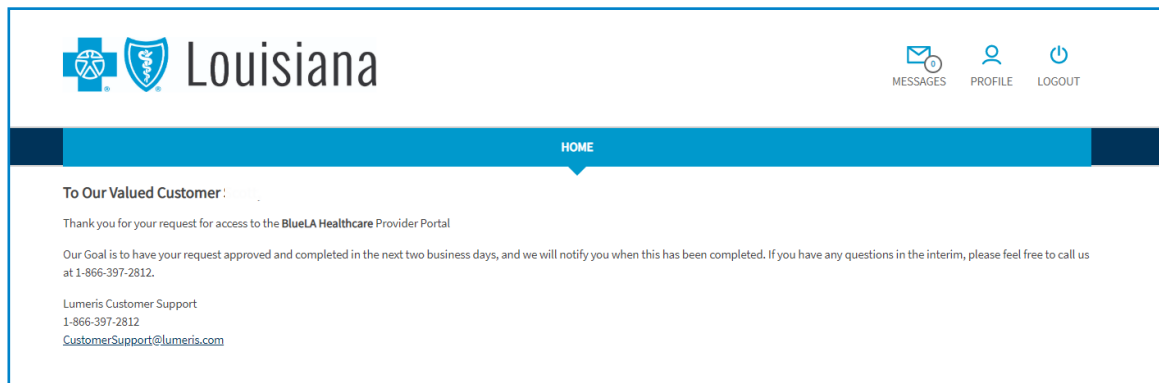 Louisiana
0
MESSAGES PROFILE LOGOUT
HOME
To Our Valued Customer
Thank you for your request for access to the BlueLA Healthcare Provider Portal
Our Goal is to have your request approved and completed in the next two business days, and we will notify you when this has been completed. If you have any questions in the interim, please feel free to call us
at 1-866-397-2812.
Lumeris Customer Support
1-866-397-2812
CustomerSupport@lumeris.com